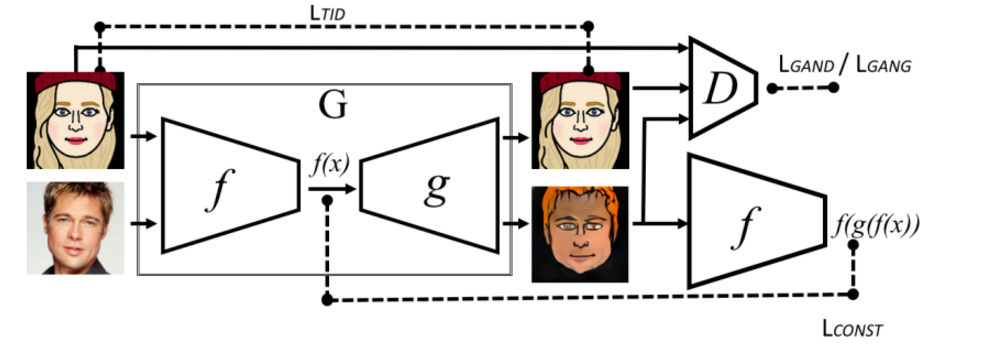 LTID
LGAND / LGANG
G
D
f
f(x)
g
f
f(g(f(x))
LCONST